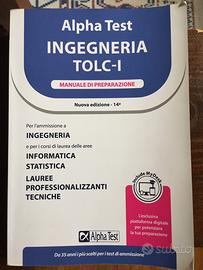 Alpha Test
INGEGNERIA
TOLC-I
MANUALE DI PREPARAZIONE
Nuova edizione - 14ª
Per l'ammissione a
INGEGNERIA
e per i corsi di laurea delle aree
INFORMATICA
STATISTICA
LAUREE
PROFESSIONALIZZANTI
TECNICHE
Include MyDesk
L'esclusiva
piattaforma digitale
per potenziare
la tua preparazione
Alpha Test
Da 35 anni i più scelti per i test di ammissione
subito.it